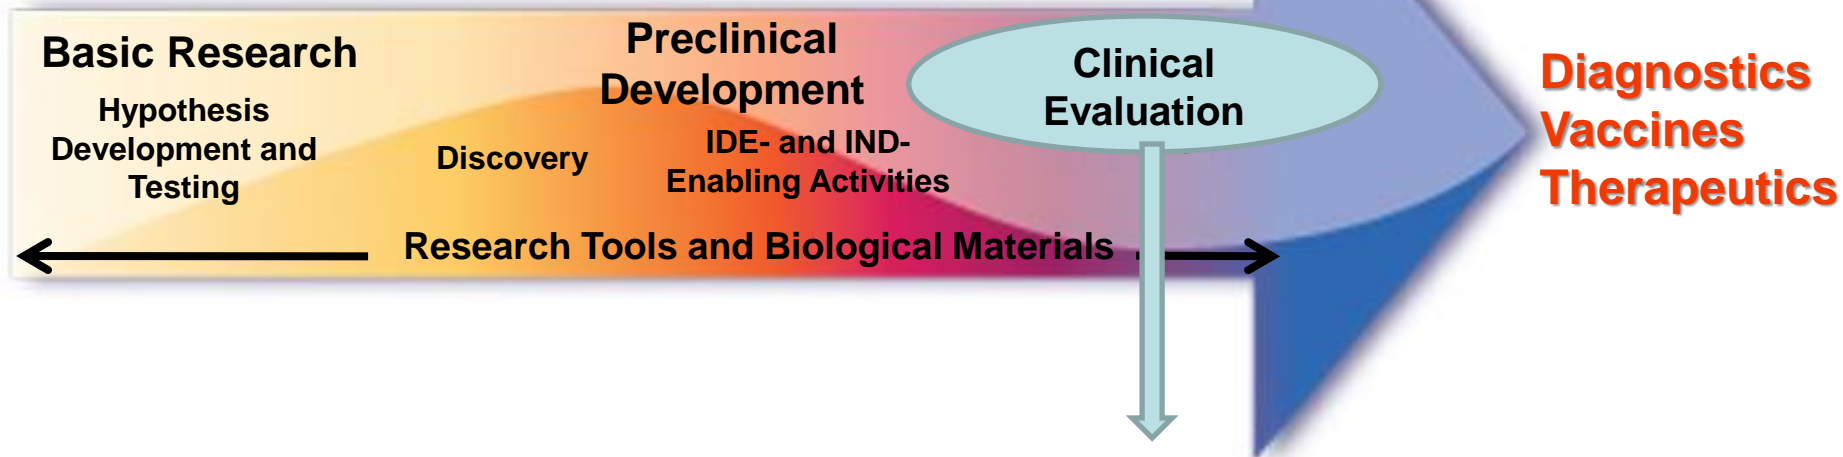 Basic Research
Hypothesis
Development and
Testing
Discovery
Preclinical
Development
IDE- and IND-
Enabling Activities
Clinical
Evaluation
Research Tools and Biological Materials
Diagnostics
Vaccines
Therapeutics